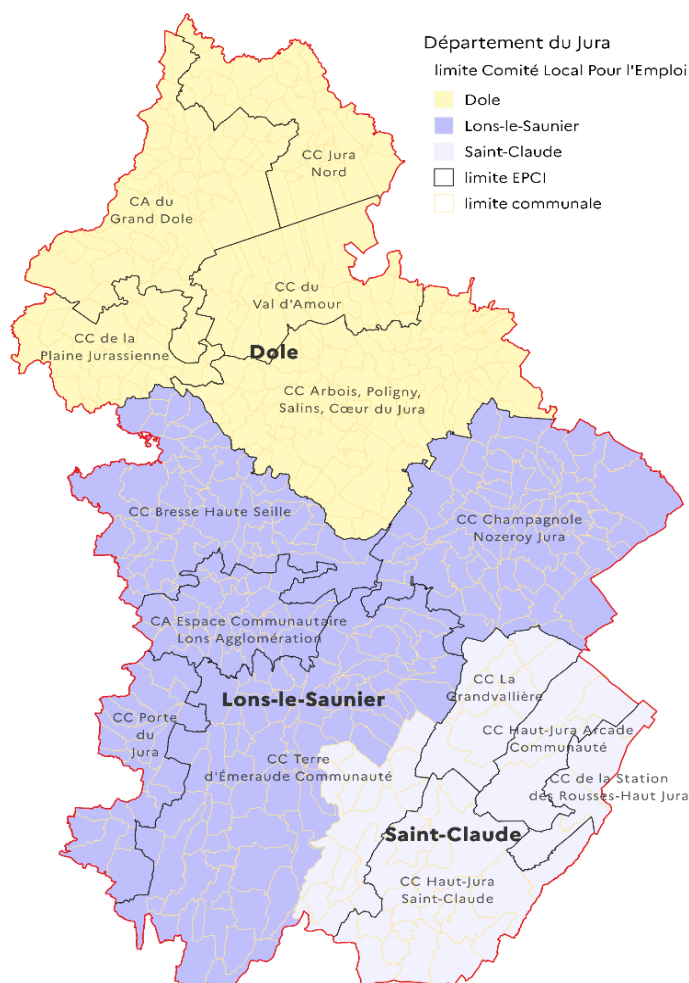 Département du Jura
limite Comité Local Pour l'Emploi
Dole
Lons-le-Saunier
Saint-Claude
limite EPCI
limite communale
CC Jura
Nord
CA du
Grand Dole
CC du
Val d'Amour
CC de la
Plaine Jurassienne
Dole
CC Arbois, Poligny,
Salins, Cœur du Jura
CC Bresse Haute Seille
CC Champagnole
Nozeroy Jura
CA Espace Communautaire
Lons Agglomération
CC La
Grandvallière
Lons-le-Saunier
CC Porte
du
Jura
CC Haut-Jura Arcade
Communauté
CC Terre
d'Émeraude Communauté
CC de la Station
des Rousses-Haut Jura
Saint-Claude
CC Haut-Jura
Saint-Claude